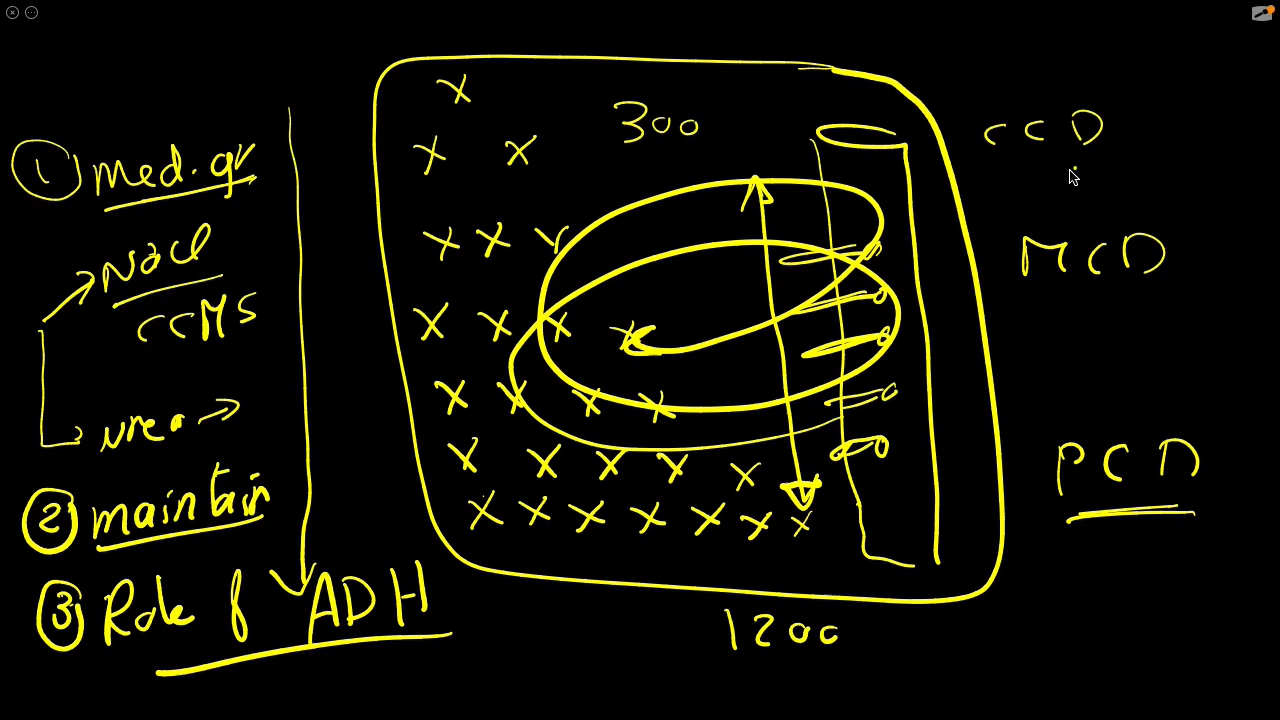 ① med. gr
NaCl
CCMS
urea →
② maintain
③ Role of ADH
X
300
X X
X X X
X X X X
X X X X
X X X X X
X X X X X X X
1200
CCD
MCD
PCD